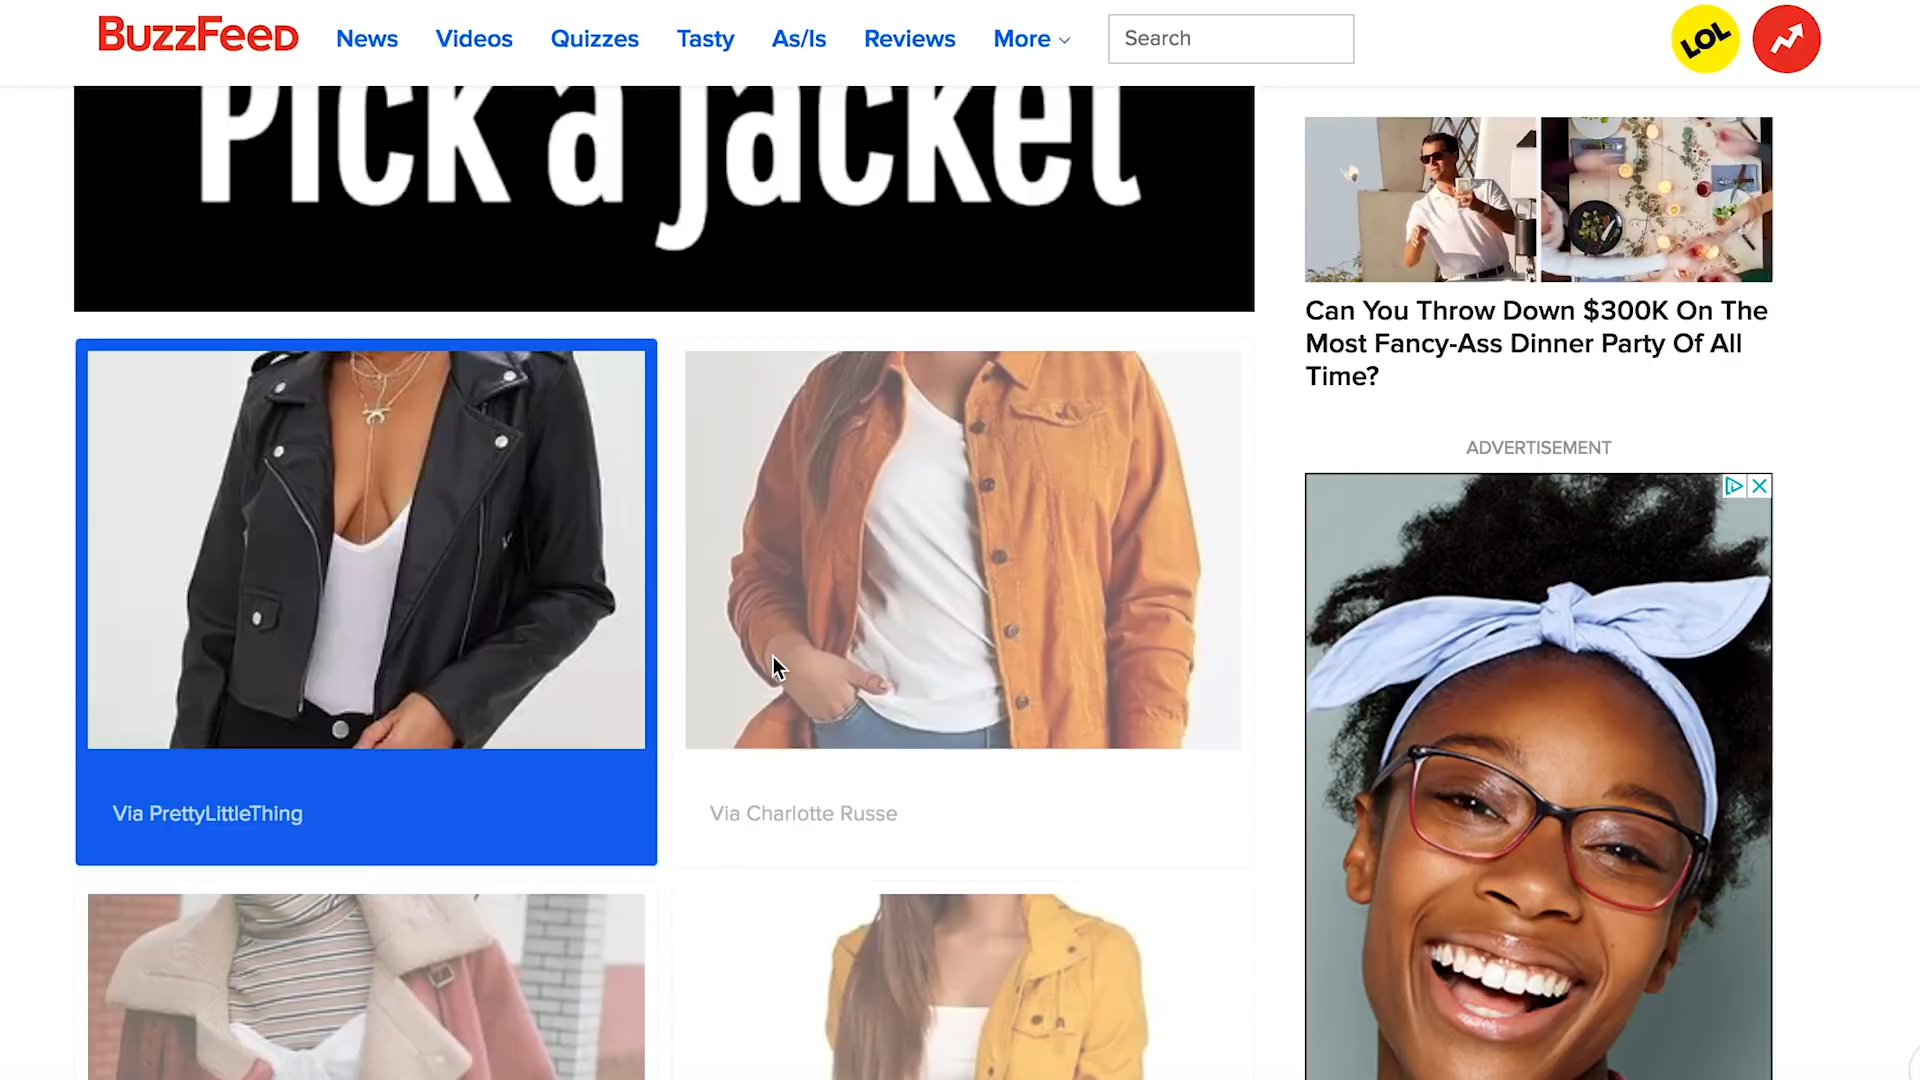 BuzzFeed News Videos Quizzes Tasty As/Is Reviews More Search LOL
Pick a jacket
Can You Throw Down $300K On The
Most Fancy-Ass Dinner Party Of All
Time?
ADVERTISEMENT
Via PrettyLittleThing
Via Charlotte Russe